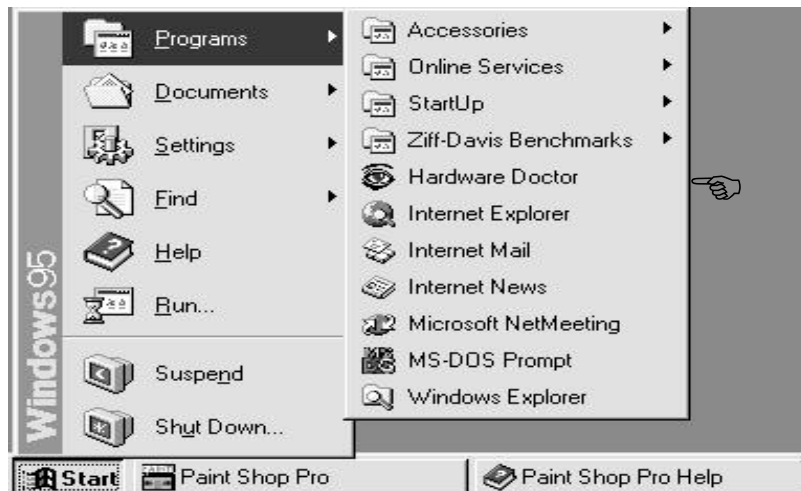 Programs
Documents
Settings
Find
Help
Run...
Suspend
Shut Down...
Windows95
Accessories
Online Services
StartUp
Ziff-Davis Benchmarks
Hardware Doctor
Internet Explorer
Internet Mail
Internet News
Microsoft NetMeeting
MS-DOS Prompt
Windows Explorer
Start
Paint Shop Pro
Paint Shop Pro Help